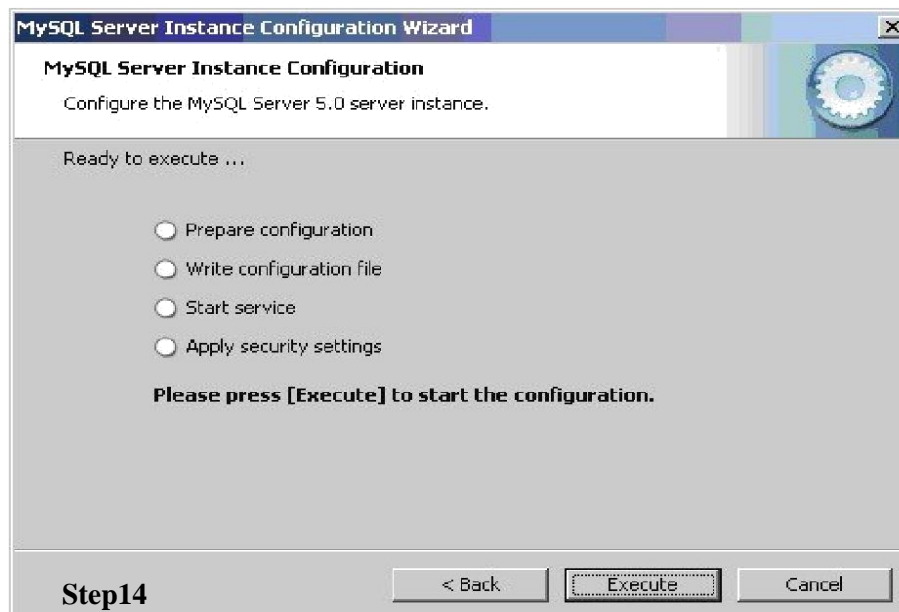 MySQL Server Instance Configuration Wizard
MySQL Server Instance Configuration
Configure the MySQL Server 5.0 server instance.
Ready to execute ...
Prepare configuration
Write configuration file
Start service
Apply security settings
Please press [Execute] to start the configuration.
Step14
< Back
Execute
Cancel